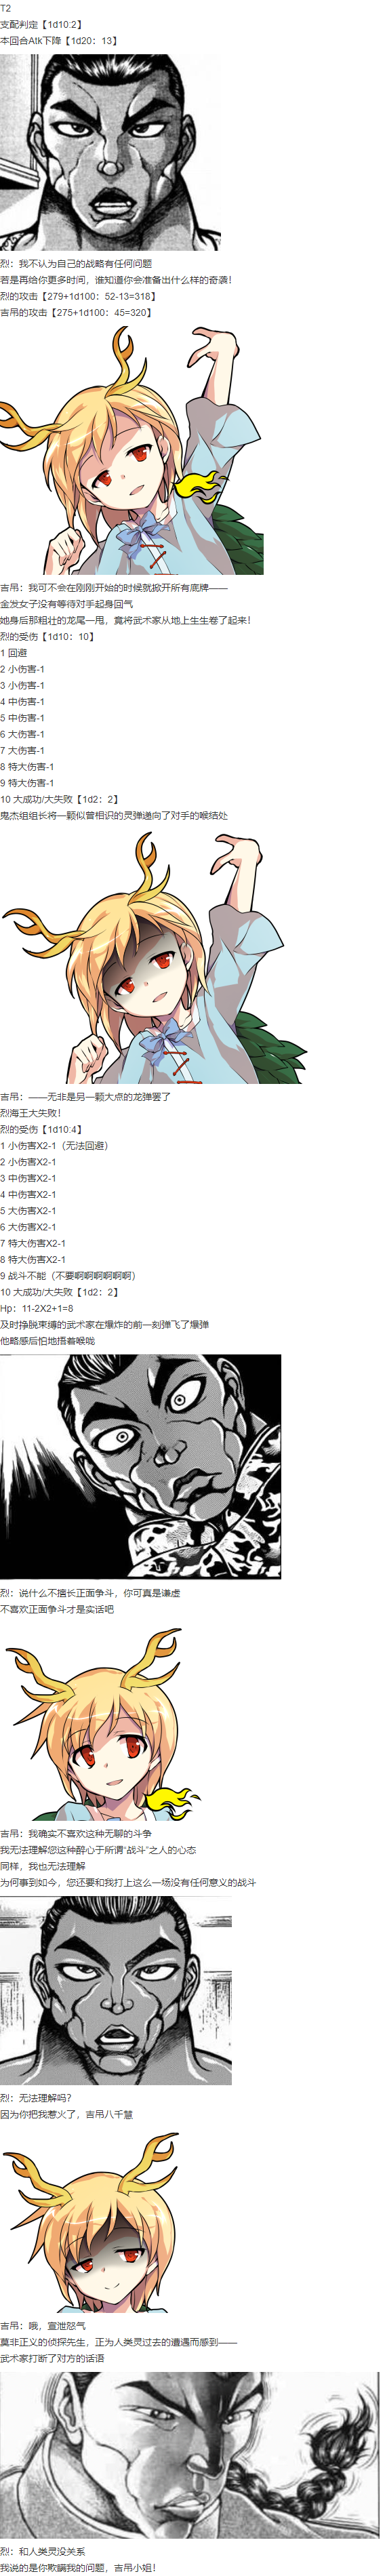 T2
支配判定【1d10:2】
本回合Atk下降【1d20：13】
烈：我不认为自己的战略有任何问题
若是再给你更多时间，谁知道你会准备出什么样的奇袭！
烈的攻击【279+1d100：52-13=318】
吉吊的攻击【275+1d100：45=320】
吉吊：我可不会在刚刚开始的时候就掀开所有底牌——
金发女子没有等待对手起身回气
她身后那粗壮的龙尾一甩，竟将武术家从地上生生卷了起来！
烈的受伤【1d10：10】
1 回避
2 小伤害-1
3 小伤害-1
4 中伤害-1
5 中伤害-1
6 大伤害-1
7 大伤害-1
8 特大伤害-1
9 特大伤害-1
10 大成功/大失败【1d2：2】
鬼杰组组长将一颗似曾相识的灵弹递向了对手的喉结处
吉吊：——无非是另一颗大点的龙弹罢了
烈海王大失败！
烈的受伤【1d10:4】
1 小伤害X2-1（无法回避）
2 小伤害X2-1
3 中伤害X2-1
4 中伤害X2-1
5 大伤害X2-1
6 大伤害X2-1
7 特大伤害X2-1
8 特大伤害X2-1
9 战斗不能（不要啊啊啊啊啊啊）
10 大成功/大失败【1d2：2】
Hp：11-2X2+1=8
及时挣脱束缚的武术家在爆炸的前一刻弹飞了爆弹
他略感后怕地捂着喉咙
烈：说什么不擅长正面争斗，你可真是谦虚
不喜欢正面争斗才是实话吧
吉吊：我确实不喜欢这种无聊的斗争
我无法理解您这种醉心于所谓“战斗”之人的心态
同样，我也无法理解
为何事到如今，您还要和我打上这么一场没有任何意义的战斗
烈：无法理解吗？
因为你把我惹火了，吉吊八千慧
吉吊：哦，宣泄怒气
莫非正义的侦探先生，正为人类灵过去的遭遇而感到——
武术家打断了对方的话语
烈：和人类灵没关系
我说的是你欺瞒我的问题，吉吊小姐！